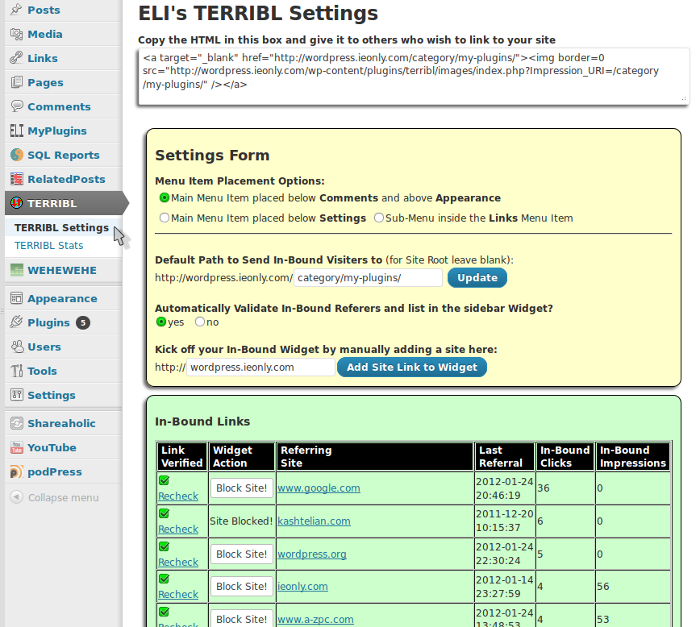 Posts
Media
Links
Pages
Comments
MyPlugins
SQL Reports
RelatedPosts
TERRIBL
TERRIBL Settings
TERRIBL Stats
WEHEWEHE
Appearance
Plugins 5
Users
Tools
Settings
Shareaholic
YouTube
podPress
Collapse menu
ELI's TERRIBL Settings
Copy the HTML in this box and give it to others who wish to link to your site
<a target="_blank" href="http://wordpress.ieonly.com/category/my-plugins/"><img border=0
src="http://wordpress.ieonly.com/wp-content/plugins/terribl/images/index.php?Impression_URI=/category
/my-plugins/" /></a>
Settings Form
Menu Item Placement Options:
Main Menu Item placed below Comments and above Appearance
Main Menu Item placed below Settings Sub-Menu inside the Links Menu Item
Default Path to Send In-Bound Visiters to (for Site Root leave blank):
http://wordpress.ieonly.com/ category/my-plugins/ Update
Automatically Validate In-Bound Referers and list in the sidebar Widget?
yes no
Kick off your In-Bound Widget by manually adding a site here:
http:// wordpress.ieonly.com Add Site Link to Widget
In-Bound Links
Link Verified Widget Action Referring Site Last Referral In-Bound Clicks In-Bound Impressions
Recheck Block Site! www.google.com 2012-01-24 20:46:19 36 0
Recheck Site Blocked! kashtelian.com 2011-12-20 10:15:37 6 0
Recheck Block Site! wordpress.org 2012-01-24 22:30:24 5 0
Recheck Block Site! ieonly.com 2012-01-14 23:27:59 4 56
Recheck Block Site! www.a-zpc.com 2012-01-24 13:48:53 4 53